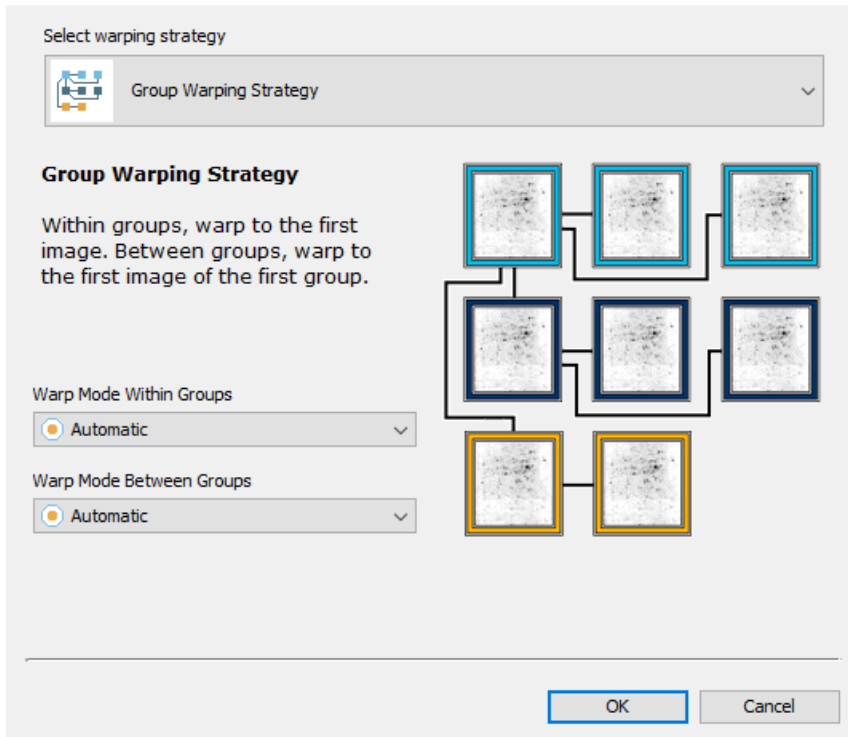 Select warping strategy
Group Warping Strategy
Group Warping Strategy
Within groups, warp to the first
image. Between groups, warp to
the first image of the first group.
Warp Mode Within Groups
Automatic
Warp Mode Between Groups
Automatic
OK
Cancel